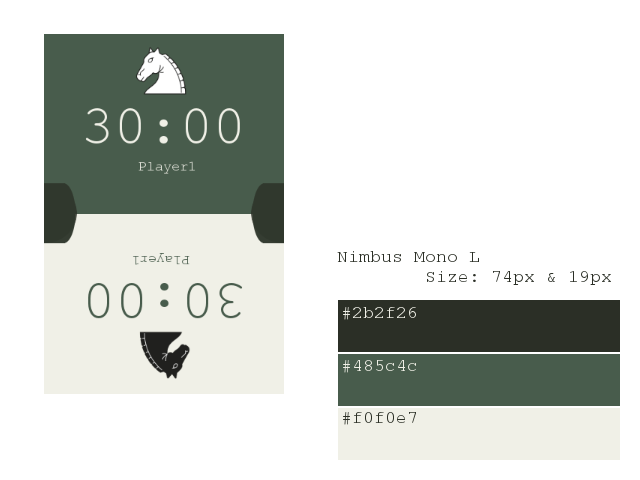 30:00
Player1
Player1
30:00
Nimbus Mono L
Size: 74px & 19px
#2b2f26
#485c4c
#f0f0e7